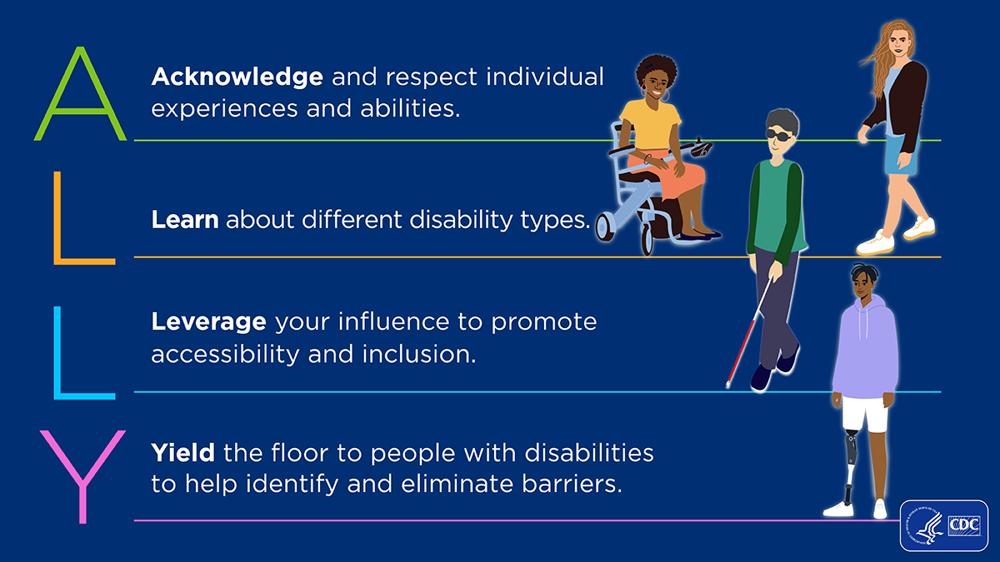 A
Acknowledge and respect individual
experiences and abilities.
L
Learn about different disability types.
L
Leverage your influence to promote
accessibility and inclusion.
Y
Yield the floor to people with disabilities
to help identify and eliminate barriers.
CDC